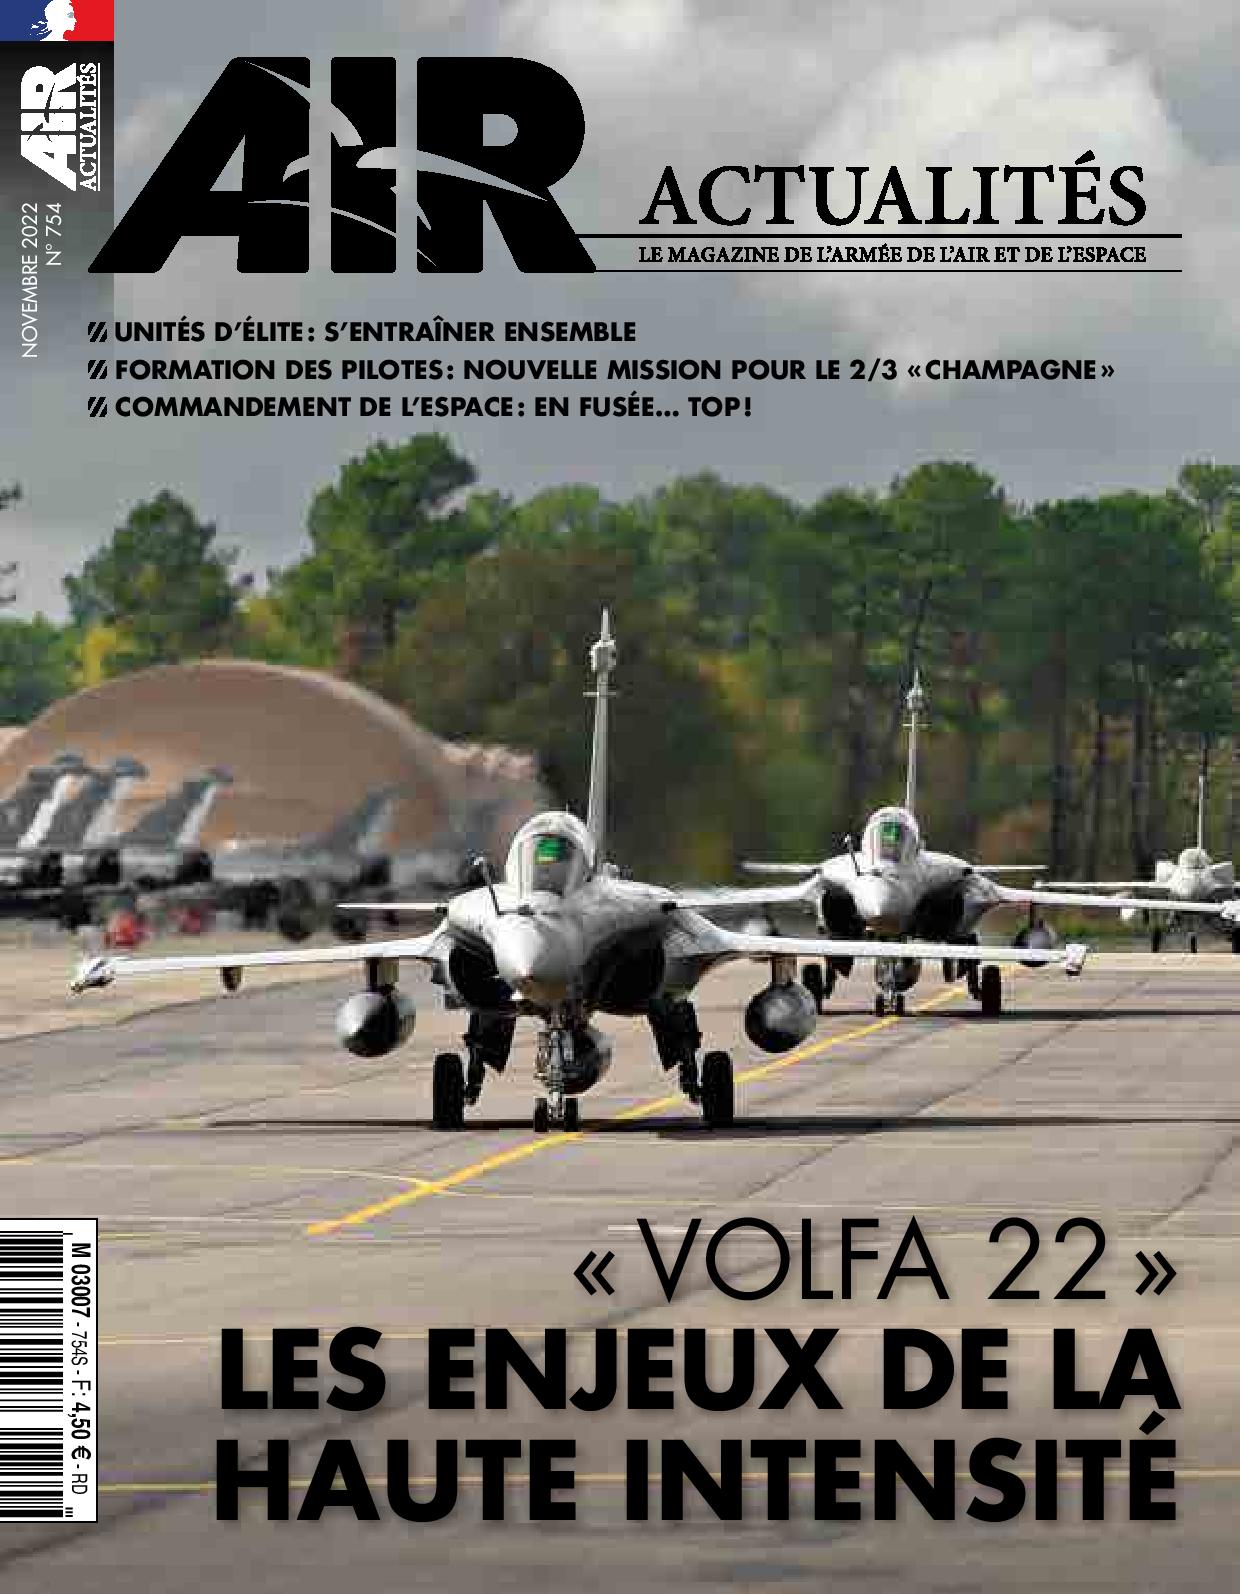 AIR
ACTUALITÉS
NOVEMBRE 2022
N° 754
AIR
ACTUALITÉS
LE MAGAZINE DE L'ARMÉE DE L'AIR ET DE L'ESPACE
UNITÉS D'ÉLITE : S'ENTRAÎNER ENSEMBLE
FORMATION DES PILOTES : NOUVELLE MISSION POUR LE 2/3 « CHAMPAGNE »
COMMANDEMENT DE L'ESPACE : EN FUSÉE... TOP !
« VOLFA 22 »
LES ENJEUX DE LA
HAUTE INTENSITÉ
M 03007 - 754S - F: 4,50 € - RD